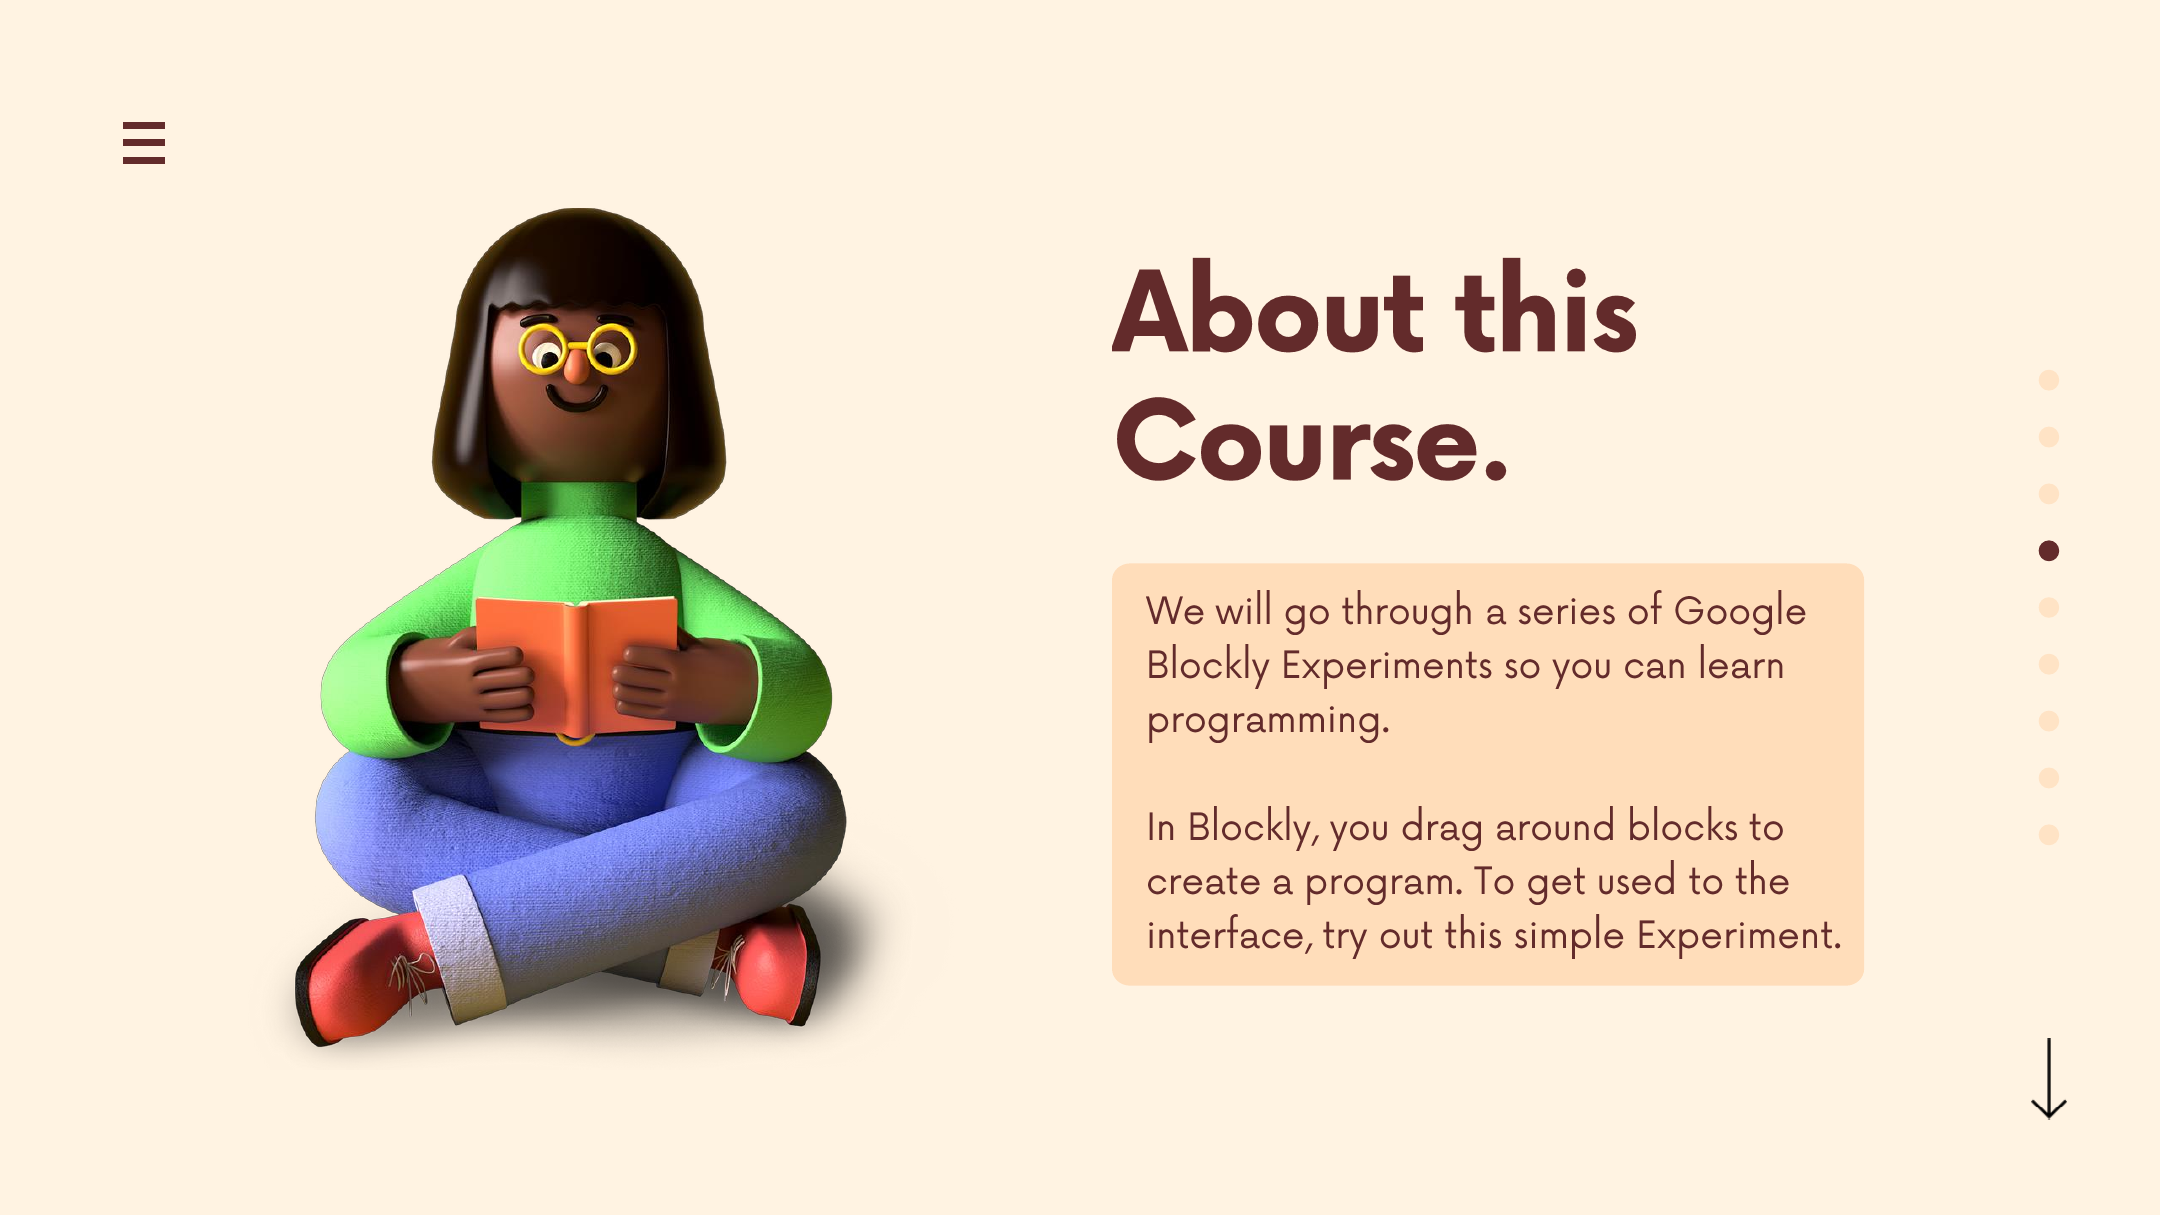 About this
Course.
We will go through a series of Google
Blockly Experiments so you can learn
programming.
In Blockly, you drag around blocks to
create a program. To get used to the
interface, try out this simple Experiment.